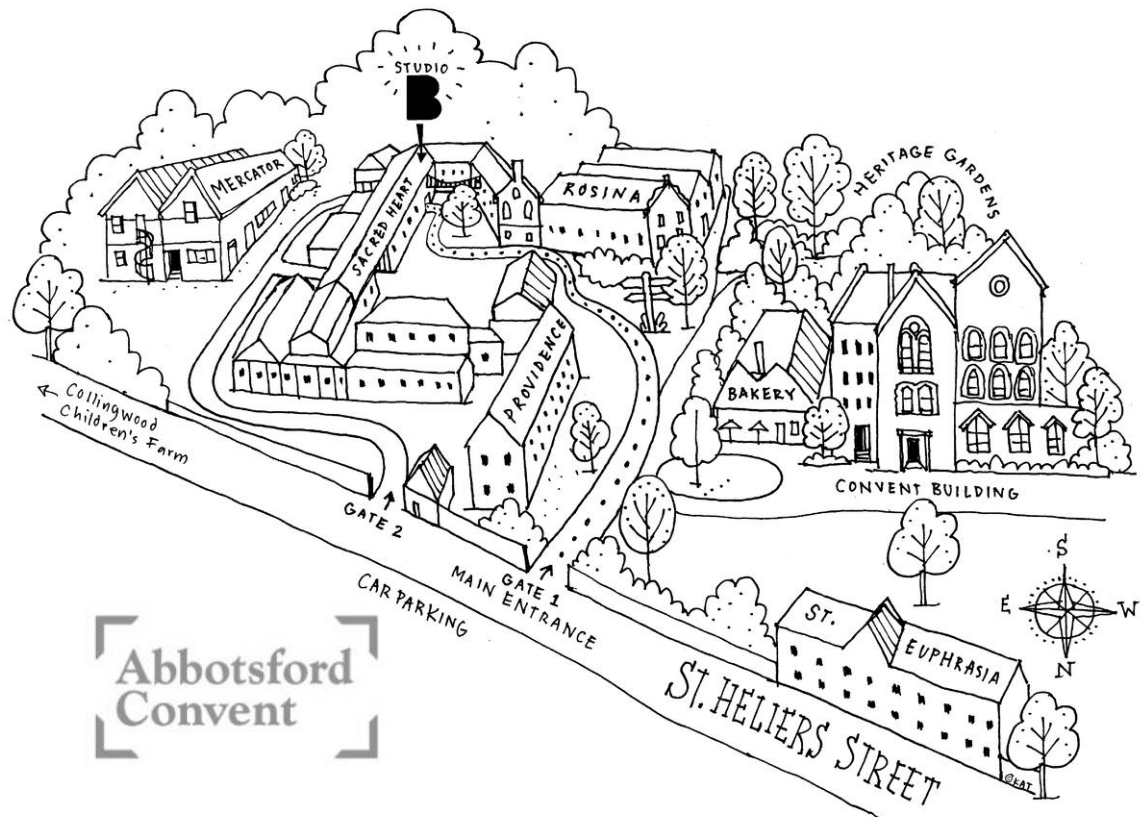 STUDIO
B
MERCATOR
SACRED HEART
ROSINA
HERITAGE GARDENS
PROVIDENCE
BAKERY
CONVENT BUILDING
← Collingwood
Children's Farm
GATE 2
GATE 1
MAIN ENTRANCE
CAR PARKING
ST. HELIERS STREET
ST. EUPHRASIA
S
E
W
N
©KAT
Abbotsford
Convent